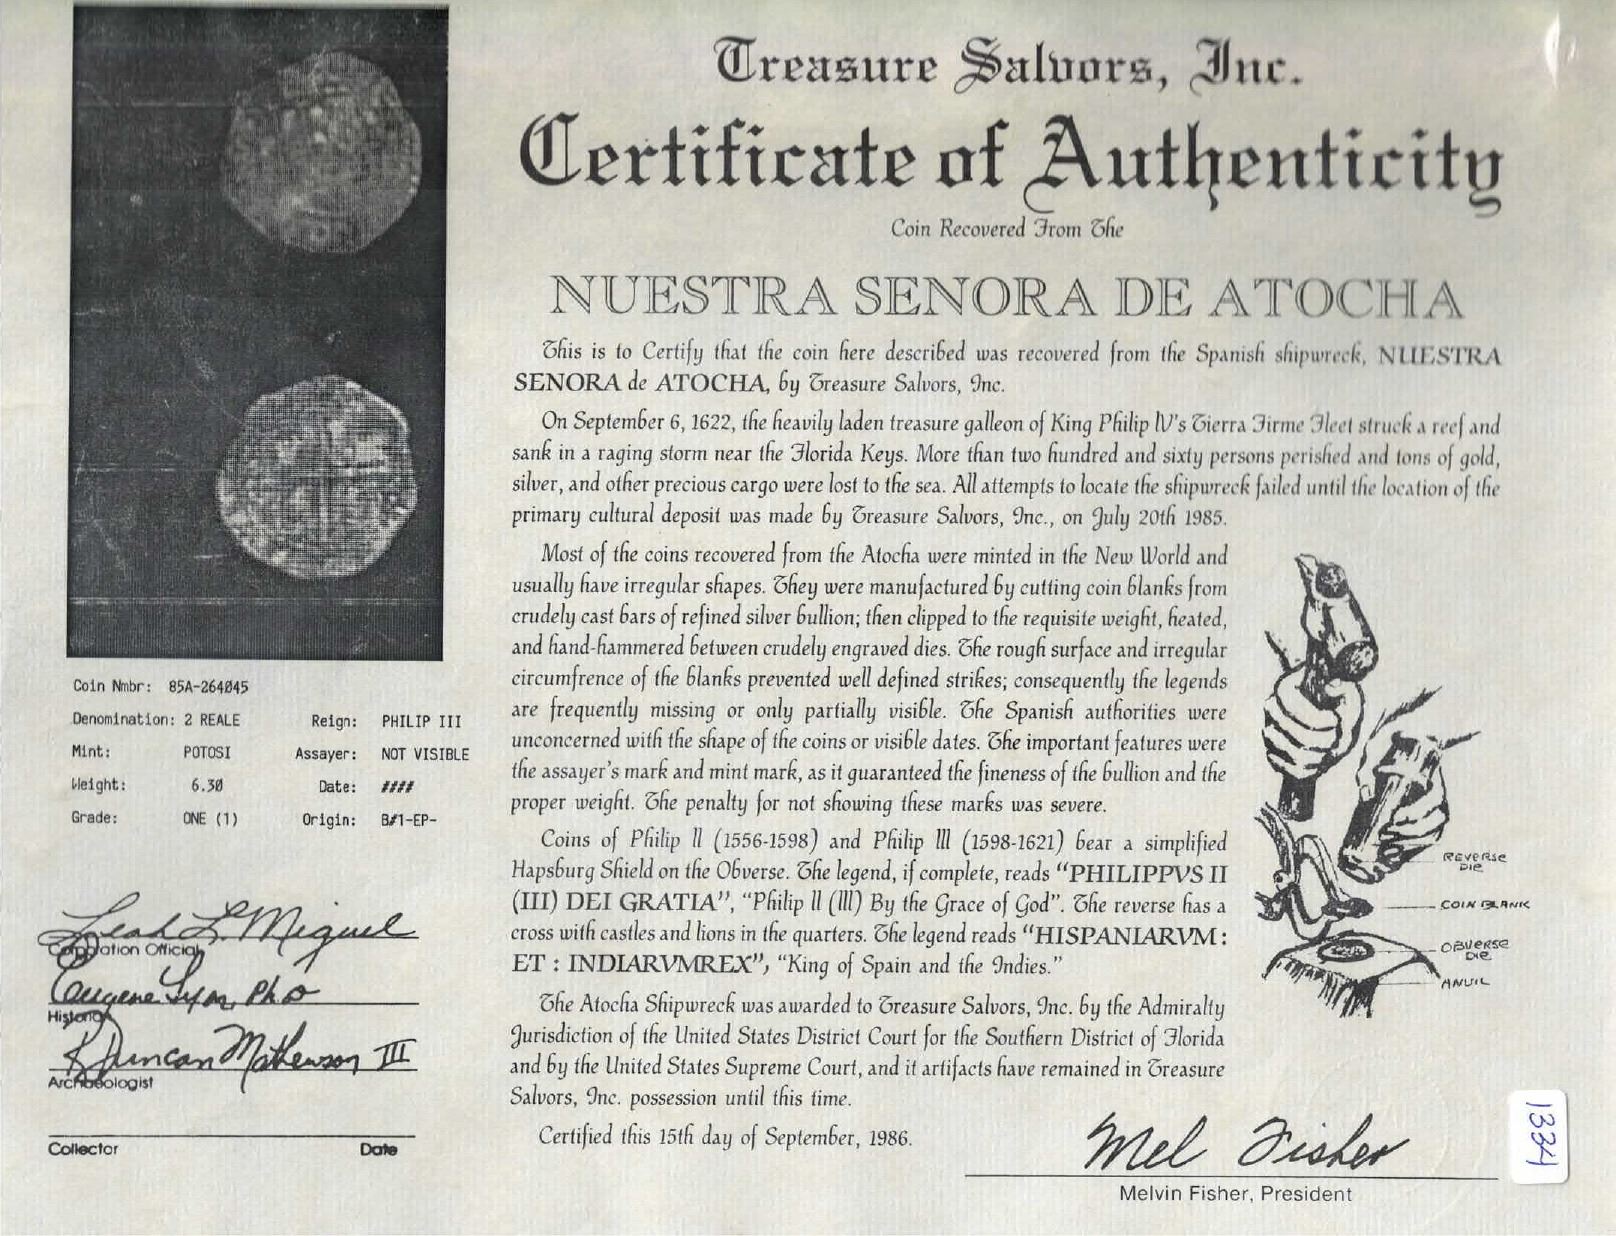 Treasure Salvors, Inc.
Certificate of Authenticity
Coin Recovered From The
NUESTRA SENORA DE ATOCHA
This is to Certify that the coin here described was recovered from the Spanish shipwreck, NUESTRA
SENORA de ATOCHA, by Treasure Salvors, Inc.
On September 6, 1622, the heavily laden treasure galleon of King Philip IV's Tierra Firme Fleet struck a reef and
sank in a raging storm near the Florida Keys. More than two hundred and sixty persons perished and tons of gold,
silver, and other precious cargo were lost to the sea. All attempts to locate the shipwreck failed until the location of the
primary cultural deposit was made by Treasure Salvors, Inc., on July 20th 1985.
Most of the coins recovered from the Atocha were minted in the New World and
usually have irregular shapes. They were manufactured by cutting coin blanks from
crudely cast bars of refined silver bullion; then clipped to the requisite weight, heated,
and hand-hammered between crudely engraved dies. The rough surface and irregular
circumfrence of the blanks prevented well defined strikes; consequently the legends
are frequently missing or only partially visible. The Spanish authorities were
unconcerned with the shape of the coins or visible dates. The important features were
the assayer's mark and mint mark, as it guaranteed the fineness of the bullion and the
proper weight. The penalty for not showing these marks was severe.
Coins of Philip II (1556-1598) and Philip III (1598-1621) bear a simplified
Hapsburg Shield on the Obverse. The legend, if complete, reads "PHILIPPVS II
(III) DEI GRATIA", "Philip II (III) By the Grace of God". The reverse has a
cross with castles and lions in the quarters. The legend reads "HISPANIARVM :
ET : INDIARVMREX", "King of Spain and the Indies."
The Atocha Shipwreck was awarded to Treasure Salvors, Inc. by the Admiralty
Jurisdiction of the United States District Court for the Southern District of Florida
and by the United States Supreme Court, and it artifacts have remained in Treasure
Salvors, Inc. possession until this time.
Certified this 15th day of September, 1986.
Mel Fisher
Melvin Fisher, President
REVERSE
DIE
COIN BLANK
OBVERSE
DIE
ANVIL
1334
Coin Nmbr: 85A-264045
Denomination: 2 REALE Reign: PHILIP III
Mint: POTOSI Assayer: NOT VISIBLE
Weight: 6.30 Date: ####
Grade: ONE (1) Origin: B#1-EP-
Leah L. Miguel
Corporation Official
Eugene Lyon, PhD
Historian
R Duncan Mathewson III
Archaeologist
Collector Date